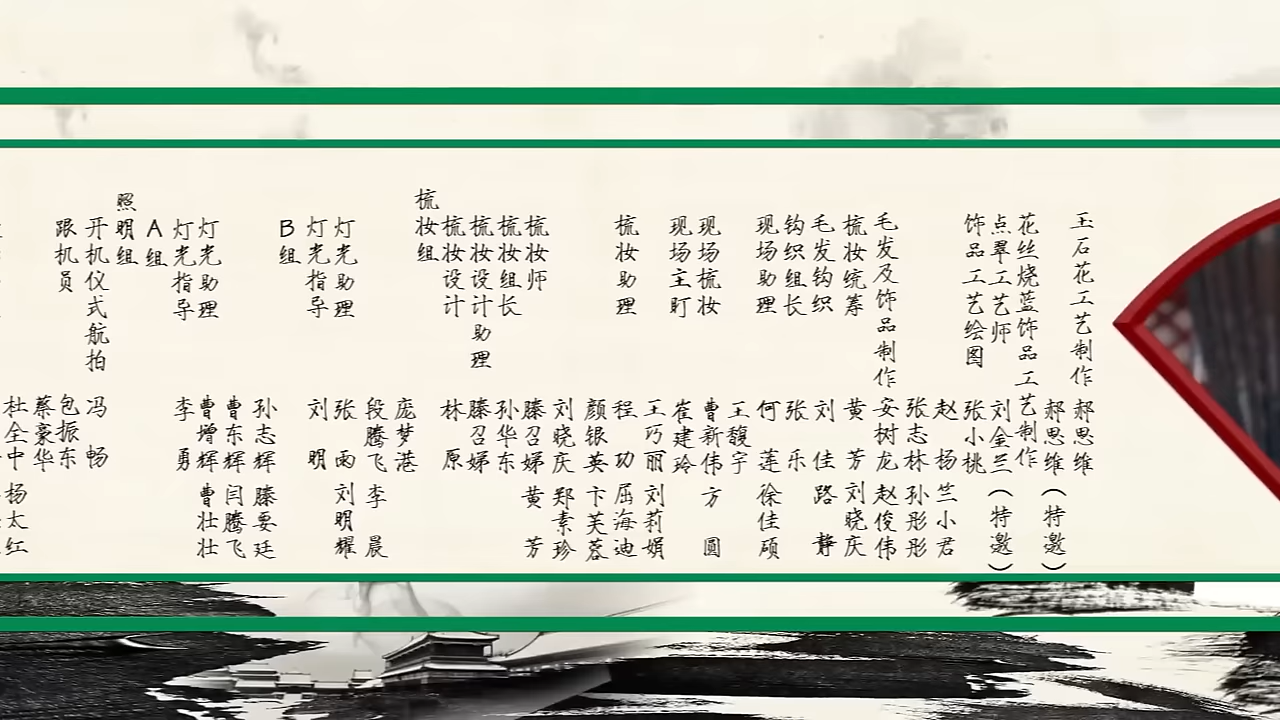 玉石花工艺制作 郝思维
郝思维（特邀）
花丝烧蓝饰品工艺制作
点翠工艺师 刘金兰（特邀）
饰品工艺绘图 张小桃
赵杨 竺小君
张志林 孙彤彤
毛发及饰品制作 安树龙 赵俊伟
梳妆统筹 黄芳 刘晓庆
毛发钩织 刘佳 路静
钩织组长 张乐
现场助理 何莲 徐佳硕
王馥宇
现场梳妆 曹新伟 方圆
现场主盯 崔建玲
王巧丽 刘莉娟
梳妆助理 程功 屈海迪
颜银英 卞芙蓉
刘晓庆 郑素珍
梳妆师 滕召娣 黄芳
梳妆组长 孙华东
梳妆设计助理 滕召娣
梳妆设计 林原
梳妆组
庞梦港
段腾飞 李晨
灯光助理 张雨 刘明耀
灯光指导 刘明
B组
孙志辉 滕要廷
曹东辉 闫腾飞
灯光助理 曹增辉 曹壮壮
灯光指导 李勇
A组
照明组
开机仪式航拍 冯畅
跟机员 包振东
蔡豪华
杜全中 杨太红